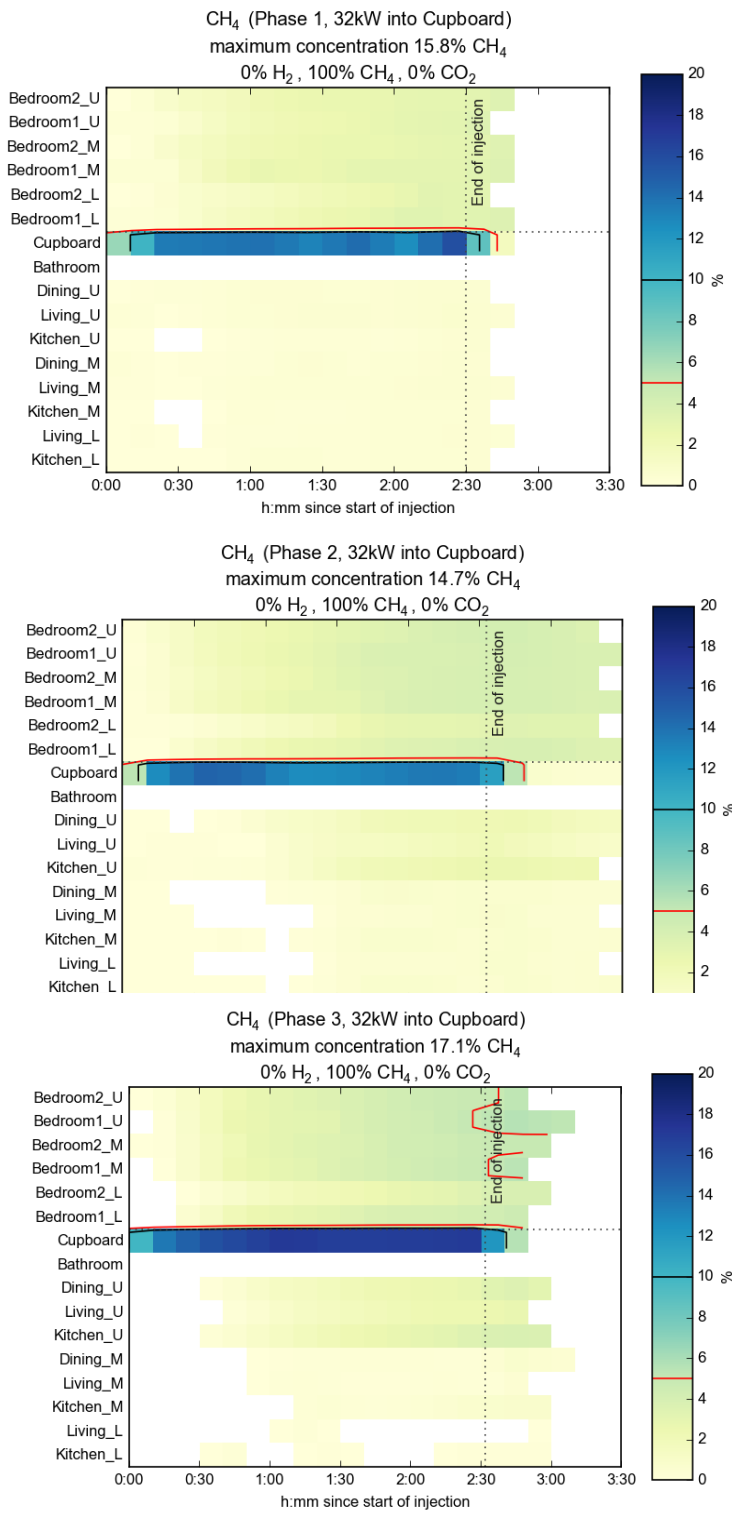 CH₄ (Phase 1, 32kW into Cupboard)
maximum concentration 15.8% CH₄
0% H₂ , 100% CH₄, 0% CO₂
Bedroom2_U
Bedroom1_U
Bedroom2_M
Bedroom1_M
Bedroom2_L
Bedroom1_L
Cupboard
Bathroom
Dining_U
Living_U
Kitchen_U
Dining_M
Living_M
Kitchen_M
Living_L
Kitchen_L
End of injection
0:00 0:30 1:00 1:30 2:00 2:30 3:00 3:30
h:mm since start of injection
20
18
16
14
12
10
8
6
4
2
0
%
CH₄ (Phase 2, 32kW into Cupboard)
maximum concentration 14.7% CH₄
0% H₂ , 100% CH₄, 0% CO₂
Bedroom2_U
Bedroom1_U
Bedroom2_M
Bedroom1_M
Bedroom2_L
Bedroom1_L
Cupboard
Bathroom
Dining_U
Living_U
Kitchen_U
Dining_M
Living_M
Kitchen_M
Living_L
Kitchen_L
End of injection
20
18
16
14
12
10
8
6
4
2
%
CH₄ (Phase 3, 32kW into Cupboard)
maximum concentration 17.1% CH₄
0% H₂ , 100% CH₄, 0% CO₂
Bedroom2_U
Bedroom1_U
Bedroom2_M
Bedroom1_M
Bedroom2_L
Bedroom1_L
Cupboard
Bathroom
Dining_U
Living_U
Kitchen_U
Dining_M
Living_M
Kitchen_M
Living_L
Kitchen_L
End of injection
0:00 0:30 1:00 1:30 2:00 2:30 3:00 3:30
h:mm since start of injection
20
18
16
14
12
10
8
6
4
2
0
%